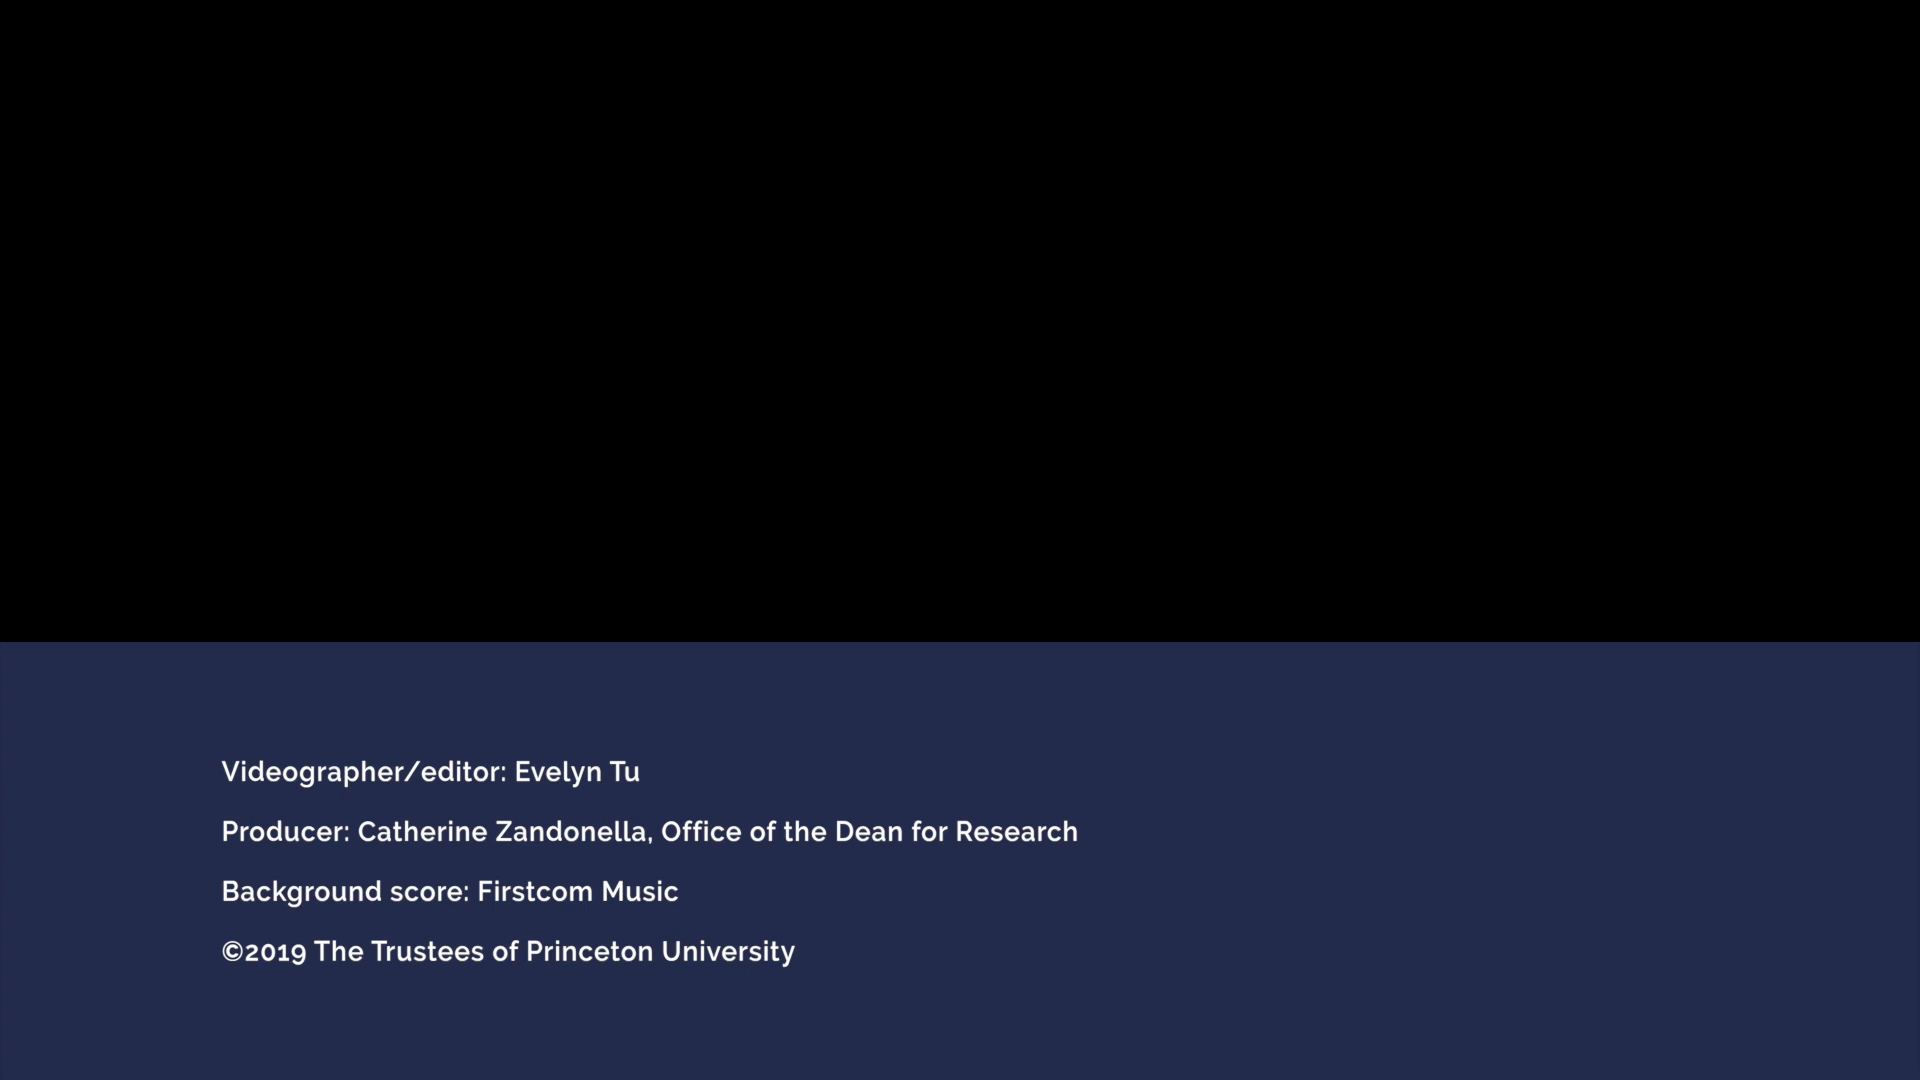 Videographer/editor: Evelyn Tu
Producer: Catherine Zandonella, Office of the Dean for Research
Background score: Firstcom Music
©2019 The Trustees of Princeton University